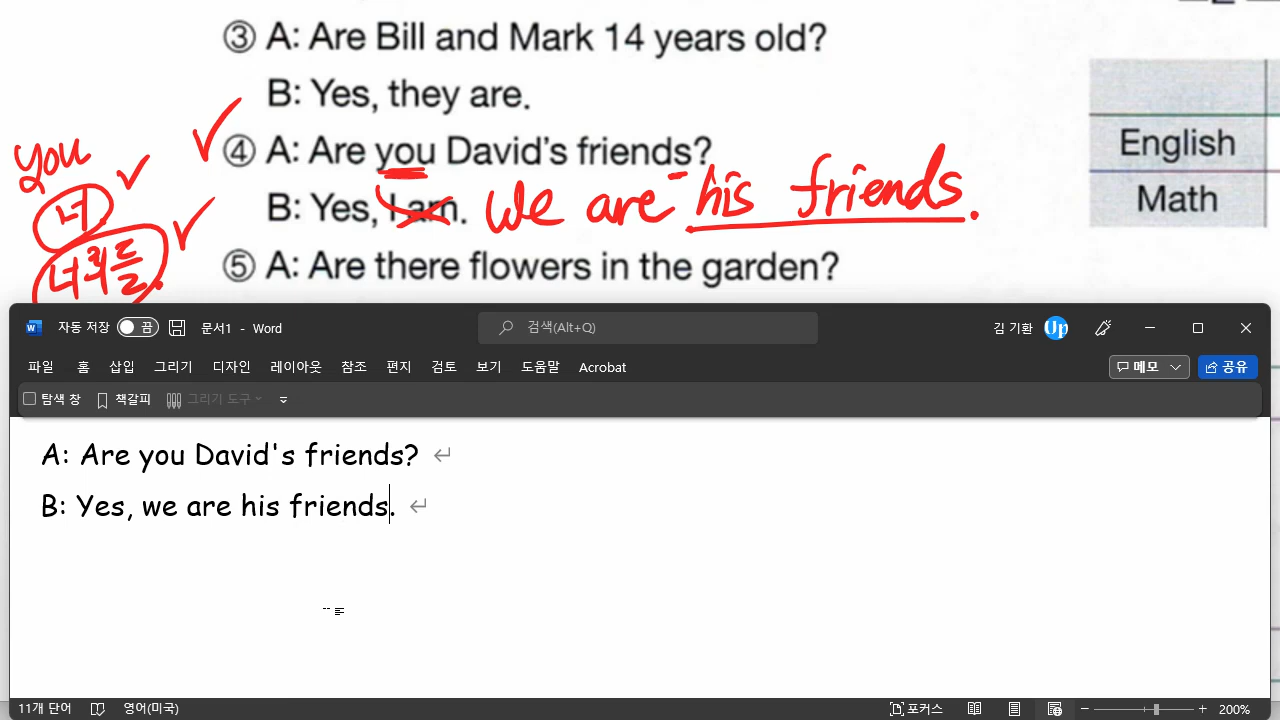 ③ A: Are Bill and Mark 14 years old?
B: Yes, they are.
④ A: Are you David's friends?
B: Yes, I am. We are his friends.
⑤ A: Are there flowers in the garden?
you
너
너희들.
English
Math
자동 저장 끔 문서1 - Word 검색(Alt+Q) 김 기환 Up
파일 홈 삽입 그리기 디자인 레이아웃 참조 편지 검토 보기 도움말 Acrobat 메모 공유
탐색 창 책갈피 그리기 도구
A: Are you David's friends?
B: Yes, we are his friends.
11개 단어 영어(미국) 포커스 200%